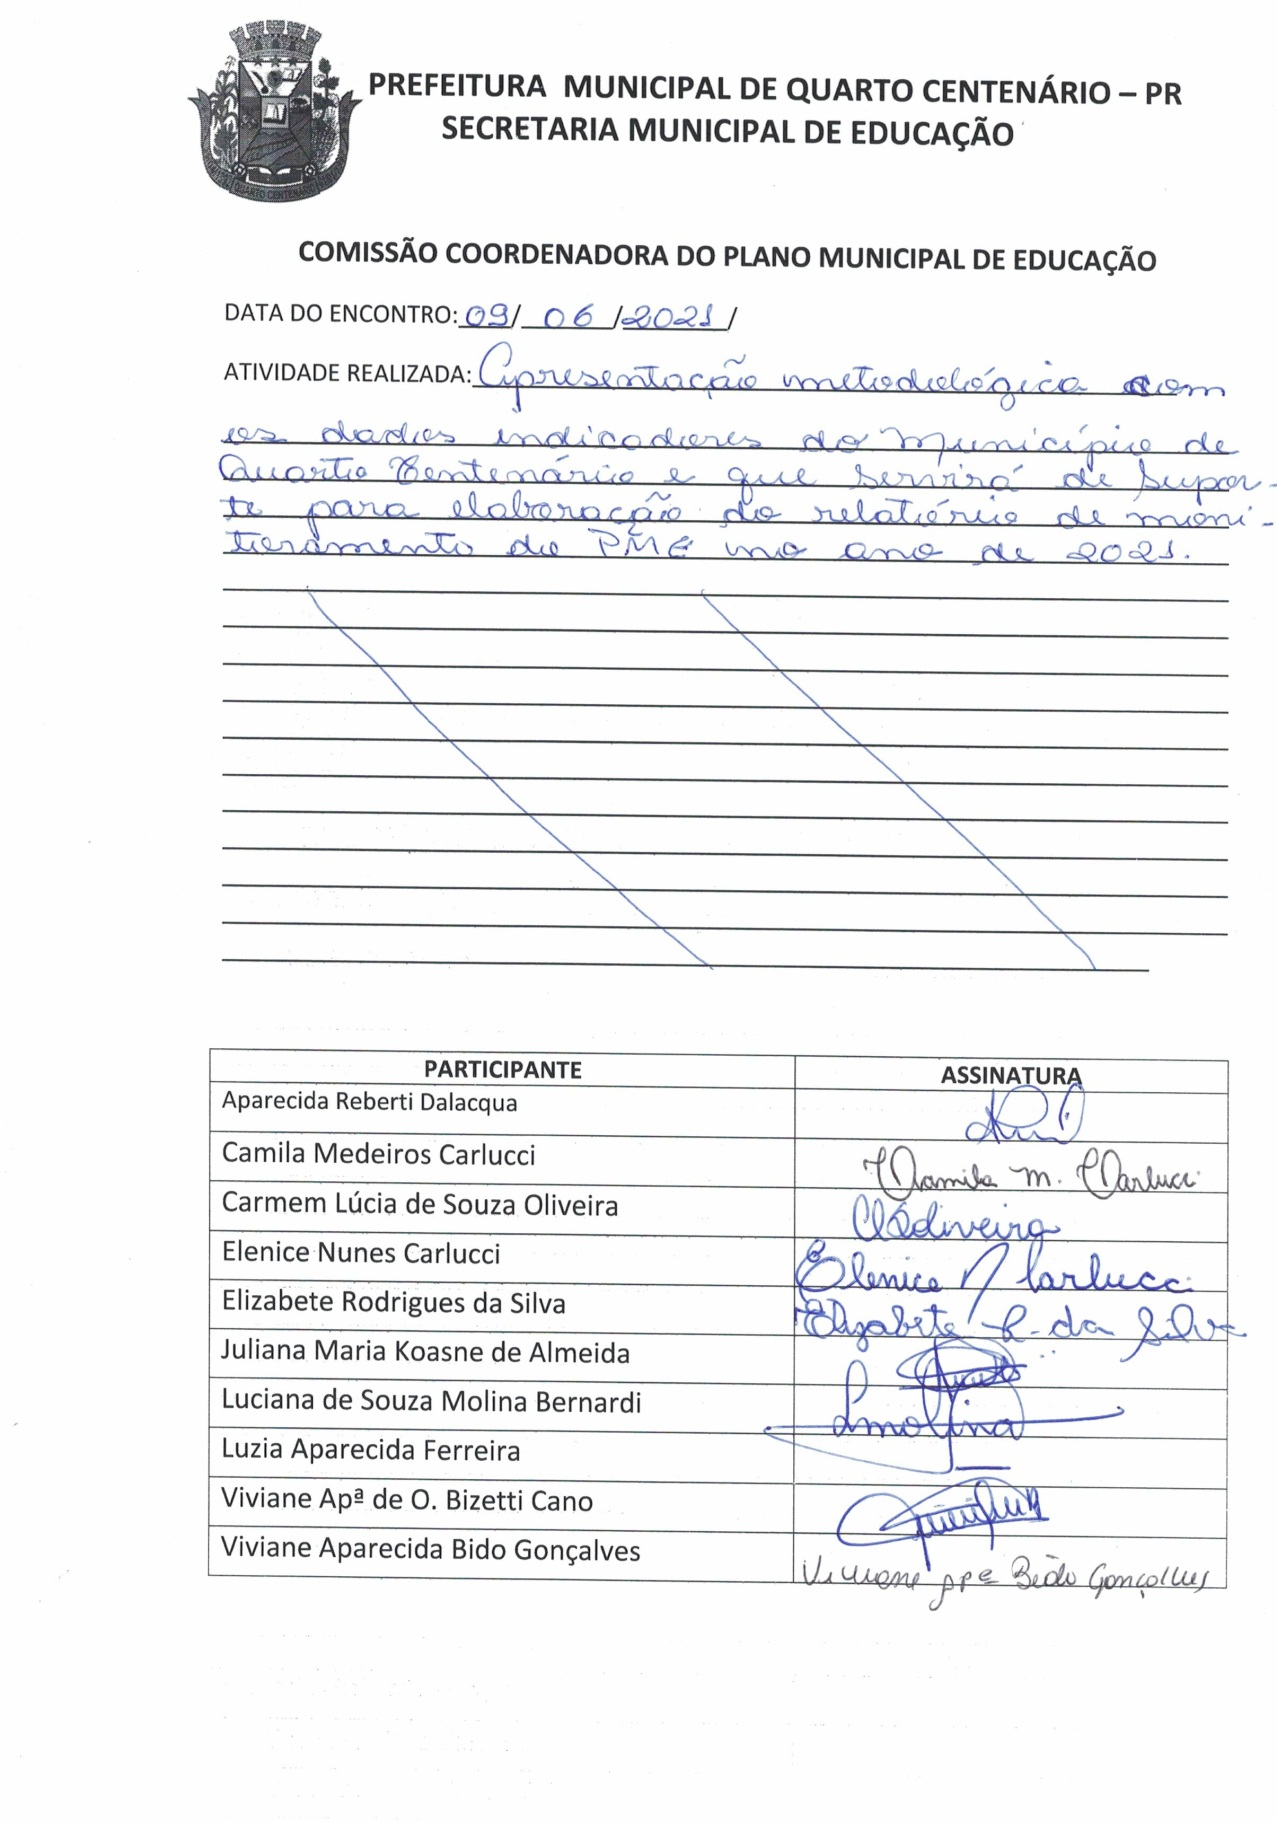 PREFEITURA MUNICIPAL DE QUARTO CENTENÁRIO – PR
SECRETARIA MUNICIPAL DE EDUCAÇÃO
QUARTO CENTENÁRIO
COMISSÃO COORDENADORA DO PLANO MUNICIPAL DE EDUCAÇÃO
DATA DO ENCONTRO: 09/ 06 /2021 /
ATIVIDADE REALIZADA: Apresentação metodológica com
os dados indicadores do Município de
Quarto Centenário e que servirá de Supor-
te para elaboração do relatório de moni-
toramento do PME no ano de 2021.
PARTICIPANTE ASSINATURA
Aparecida Reberti Dalacqua
Camila Medeiros Carlucci Camila M. Carlucci
Carmem Lúcia de Souza Oliveira CLSOliveira
Elenice Nunes Carlucci Elenice N Carlucci
Elizabete Rodrigues da Silva Elizabete R. da Silva
Juliana Maria Koasne de Almeida
Luciana de Souza Molina Bernardi Lmolina
Luzia Aparecida Ferreira
Viviane Apª de O. Bizetti Cano
Viviane Aparecida Bido Gonçalves Viviane Apª Bido Gonçalves